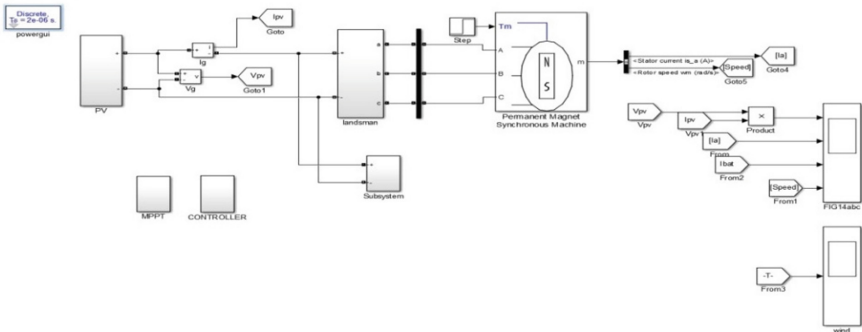 Discrete,
Ts = 2e-06 s.
powergui
PV
+
-
i
+
-
Ig
Ipv
Goto
+
-
v
Vg
Vpv
Goto1
+
-
a
b
c
landsman
Step
Tm
A
B
C
N
S
m
Permanent Magnet
Synchronous Machine
<Stator current is_a (A)>
<Rotor speed wm (rad/s)>
[Ia]
Goto4
[Speed]
Goto5
Vpv
Vpv
Ipv
Vpv1
×
Product
[Ia]
From
Ibat
From2
[Speed]
From1
FIG14abc
+
-
Subsystem
MPPT
CONTROLLER
-T-
From3
wind